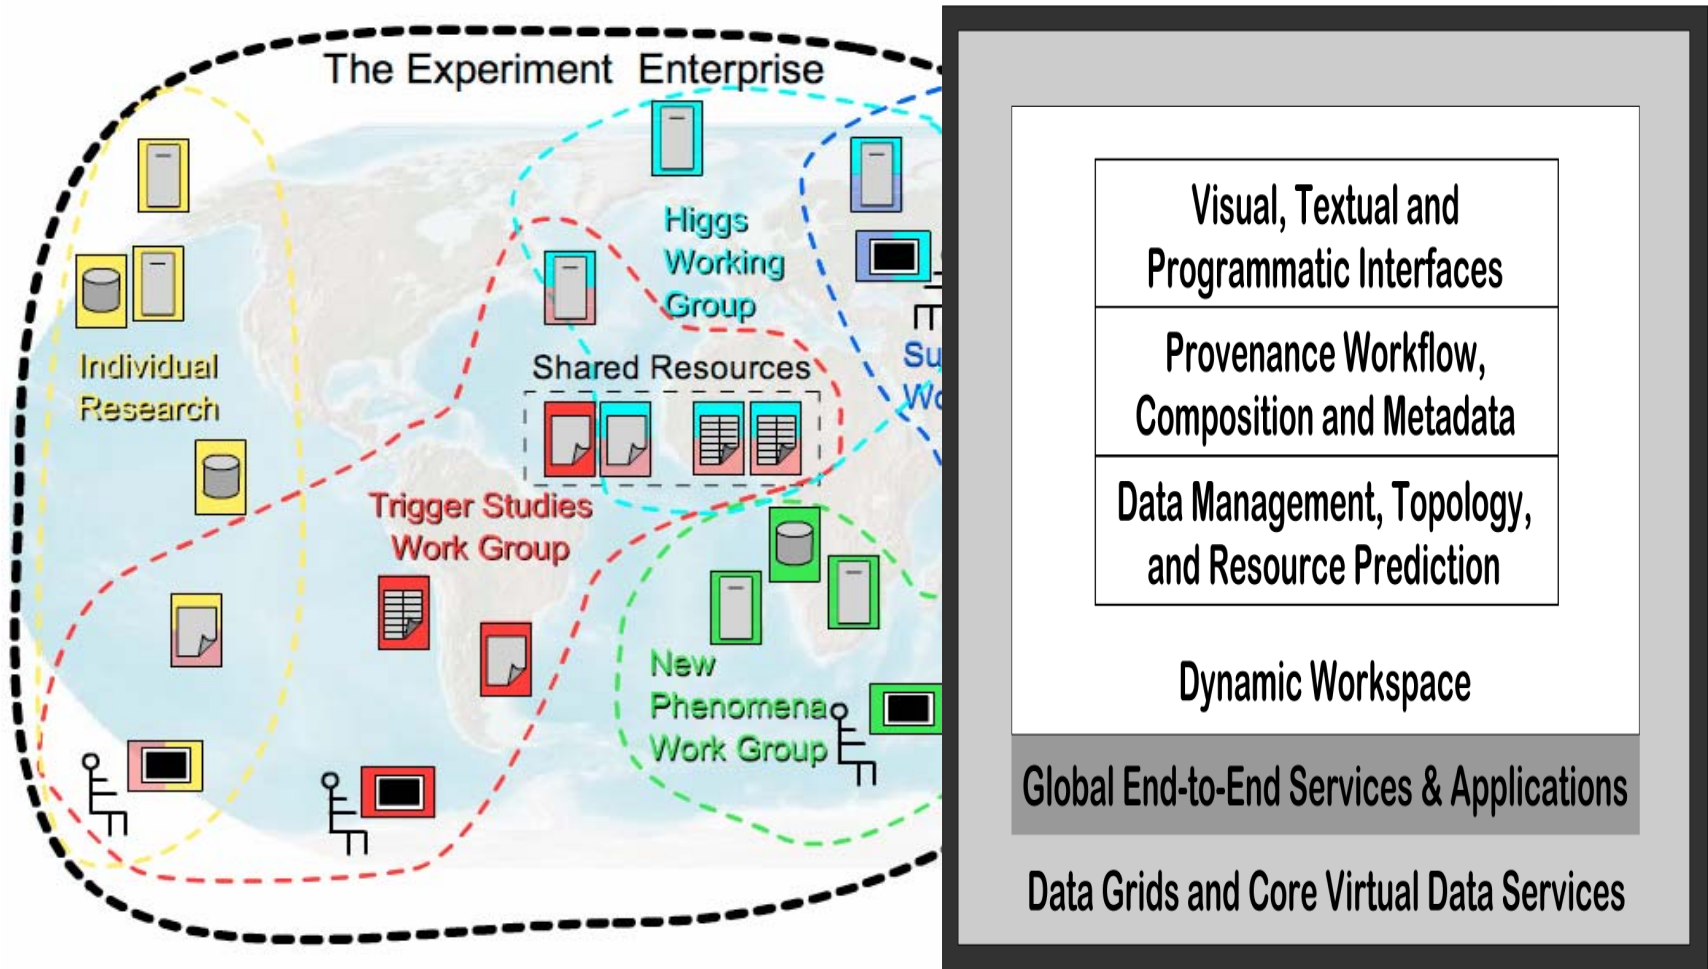 The Experiment Enterprise
Higgs
Working
Group
Individual
Research
Shared Resources
Su
Wo
Trigger Studies
Work Group
New
Phenomena
Work Group
Visual, Textual and
Programmatic Interfaces
Provenance Workflow,
Composition and Metadata
Data Management, Topology,
and Resource Prediction
Dynamic Workspace
Global End-to-End Services & Applications
Data Grids and Core Virtual Data Services